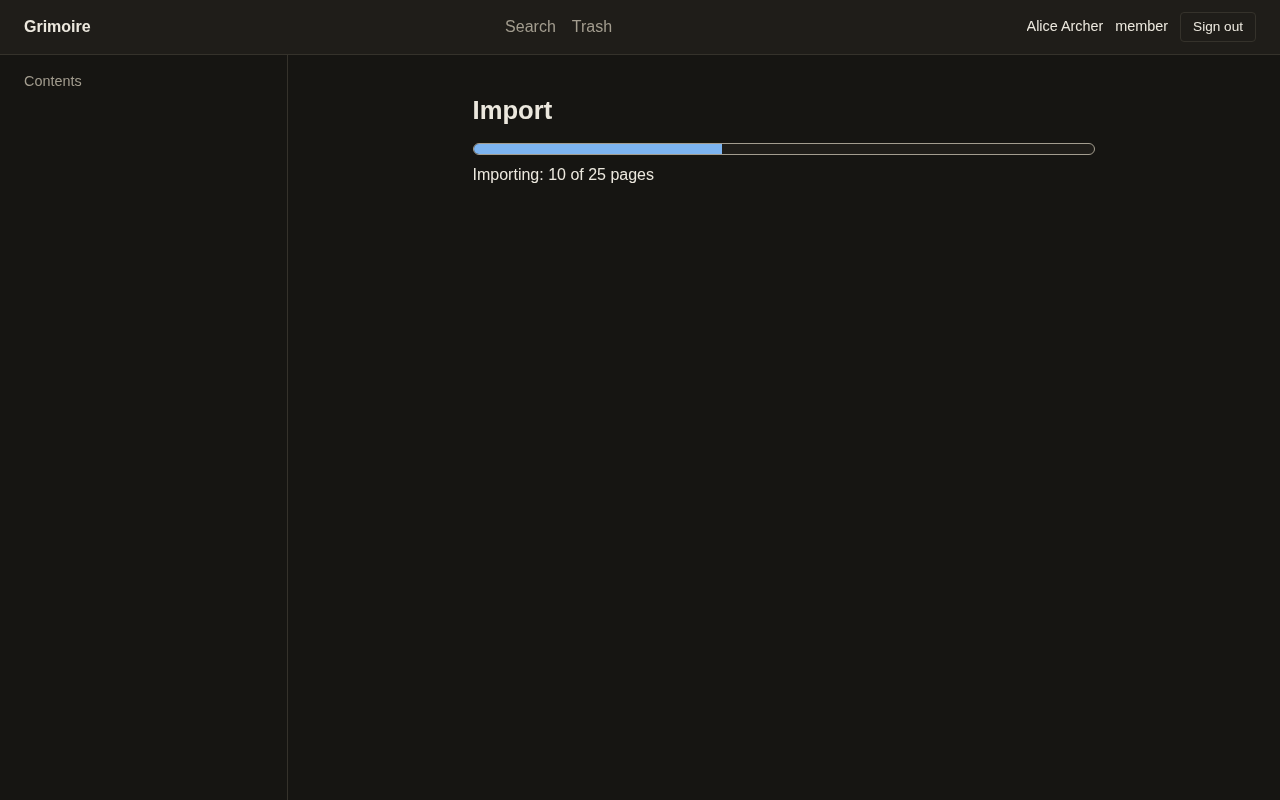 Grimoire
Search Trash
Alice Archer member Sign out
Contents
Import
Importing: 10 of 25 pages